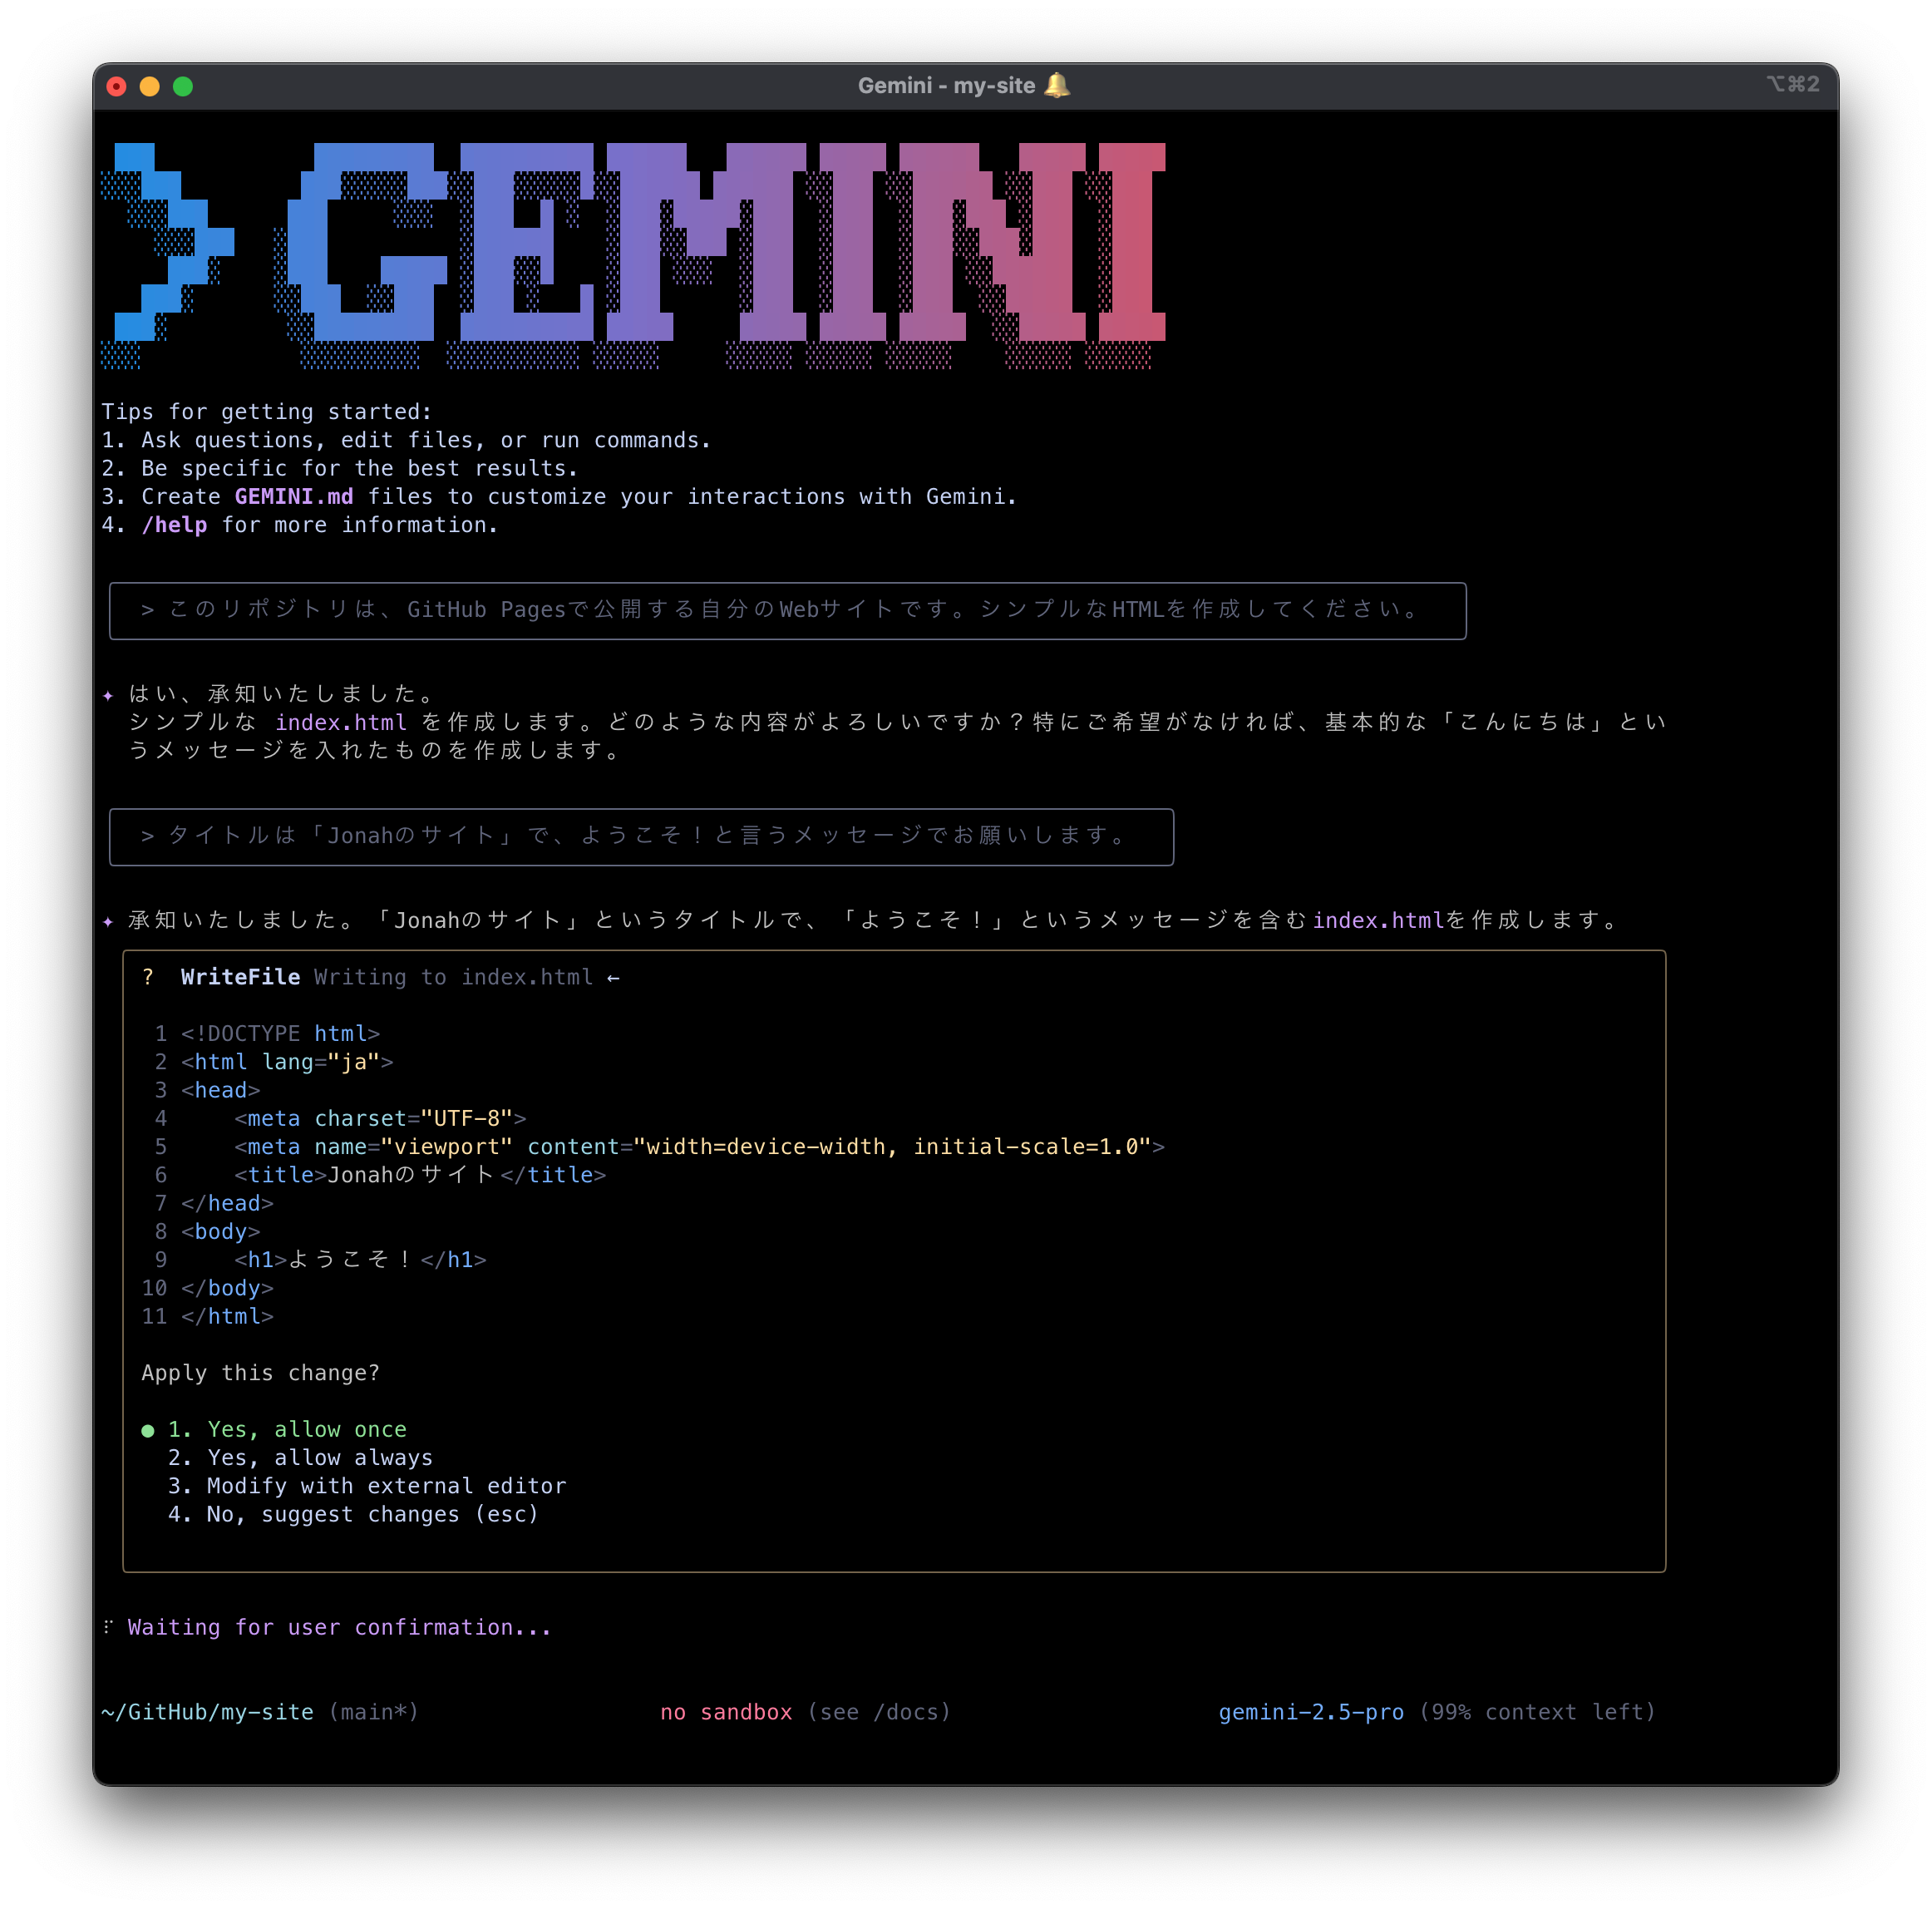 Gemini - my-site 🔔 ⌥⌘2
> GEMINI
Tips for getting started:
1. Ask questions, edit files, or run commands.
2. Be specific for the best results.
3. Create GEMINI.md files to customize your interactions with Gemini.
4. /help for more information.
> このリポジトリは、GitHub Pagesで公開する自分のWebサイトです。シンプルなHTMLを作成してください。
✦ はい、承知いたしました。
シンプルな index.html を作成します。どのような内容がよろしいですか？特にご希望がなければ、基本的な「こんにちは」とい
うメッセージを入れたものを作成します。
> タイトルは「Jonahのサイト」で、ようこそ！と言うメッセージでお願いします。
✦ 承知いたしました。「Jonahのサイト」というタイトルで、「ようこそ！」というメッセージを含むindex.htmlを作成します。
? WriteFile Writing to index.html ←
1 <!DOCTYPE html>
2 <html lang="ja">
3 <head>
4     <meta charset="UTF-8">
5     <meta name="viewport" content="width=device-width, initial-scale=1.0">
6     <title>Jonahのサイト</title>
7 </head>
8 <body>
9     <h1>ようこそ！</h1>
10 </body>
11 </html>
Apply this change?
● 1. Yes, allow once
2. Yes, allow always
3. Modify with external editor
4. No, suggest changes (esc)
⠏ Waiting for user confirmation...
~/GitHub/my-site (main*) no sandbox (see /docs) gemini-2.5-pro (99% context left)